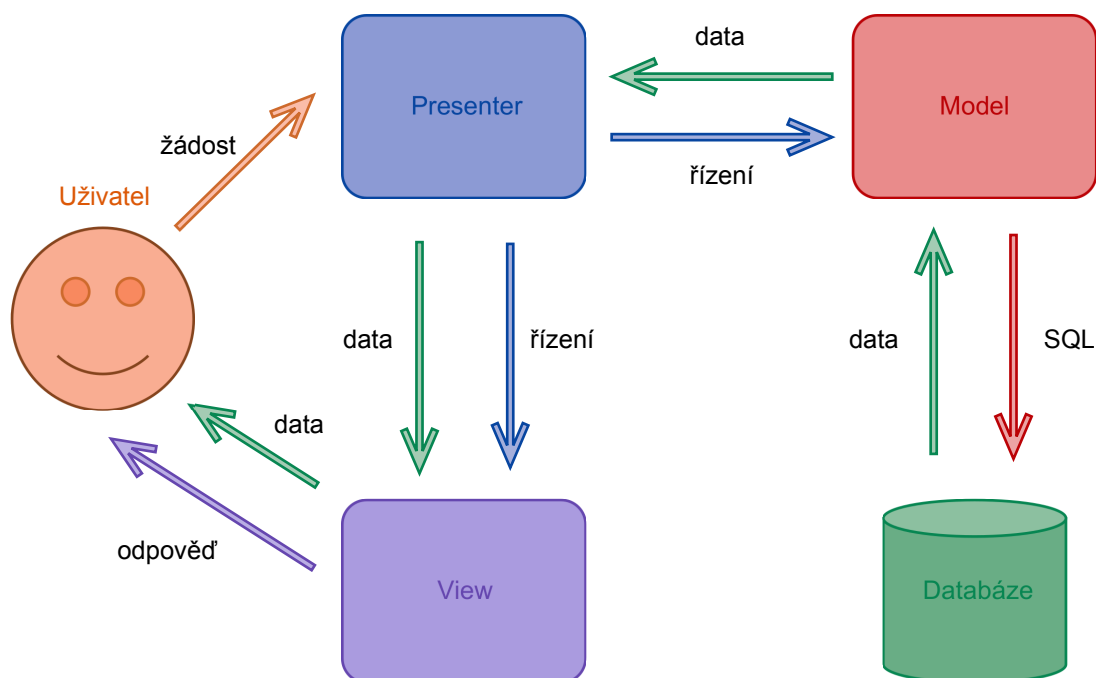 data
Presenter
Model
žádost
řízení
Uživatel
data
řízení
data
SQL
data
odpověď
View
Databáze